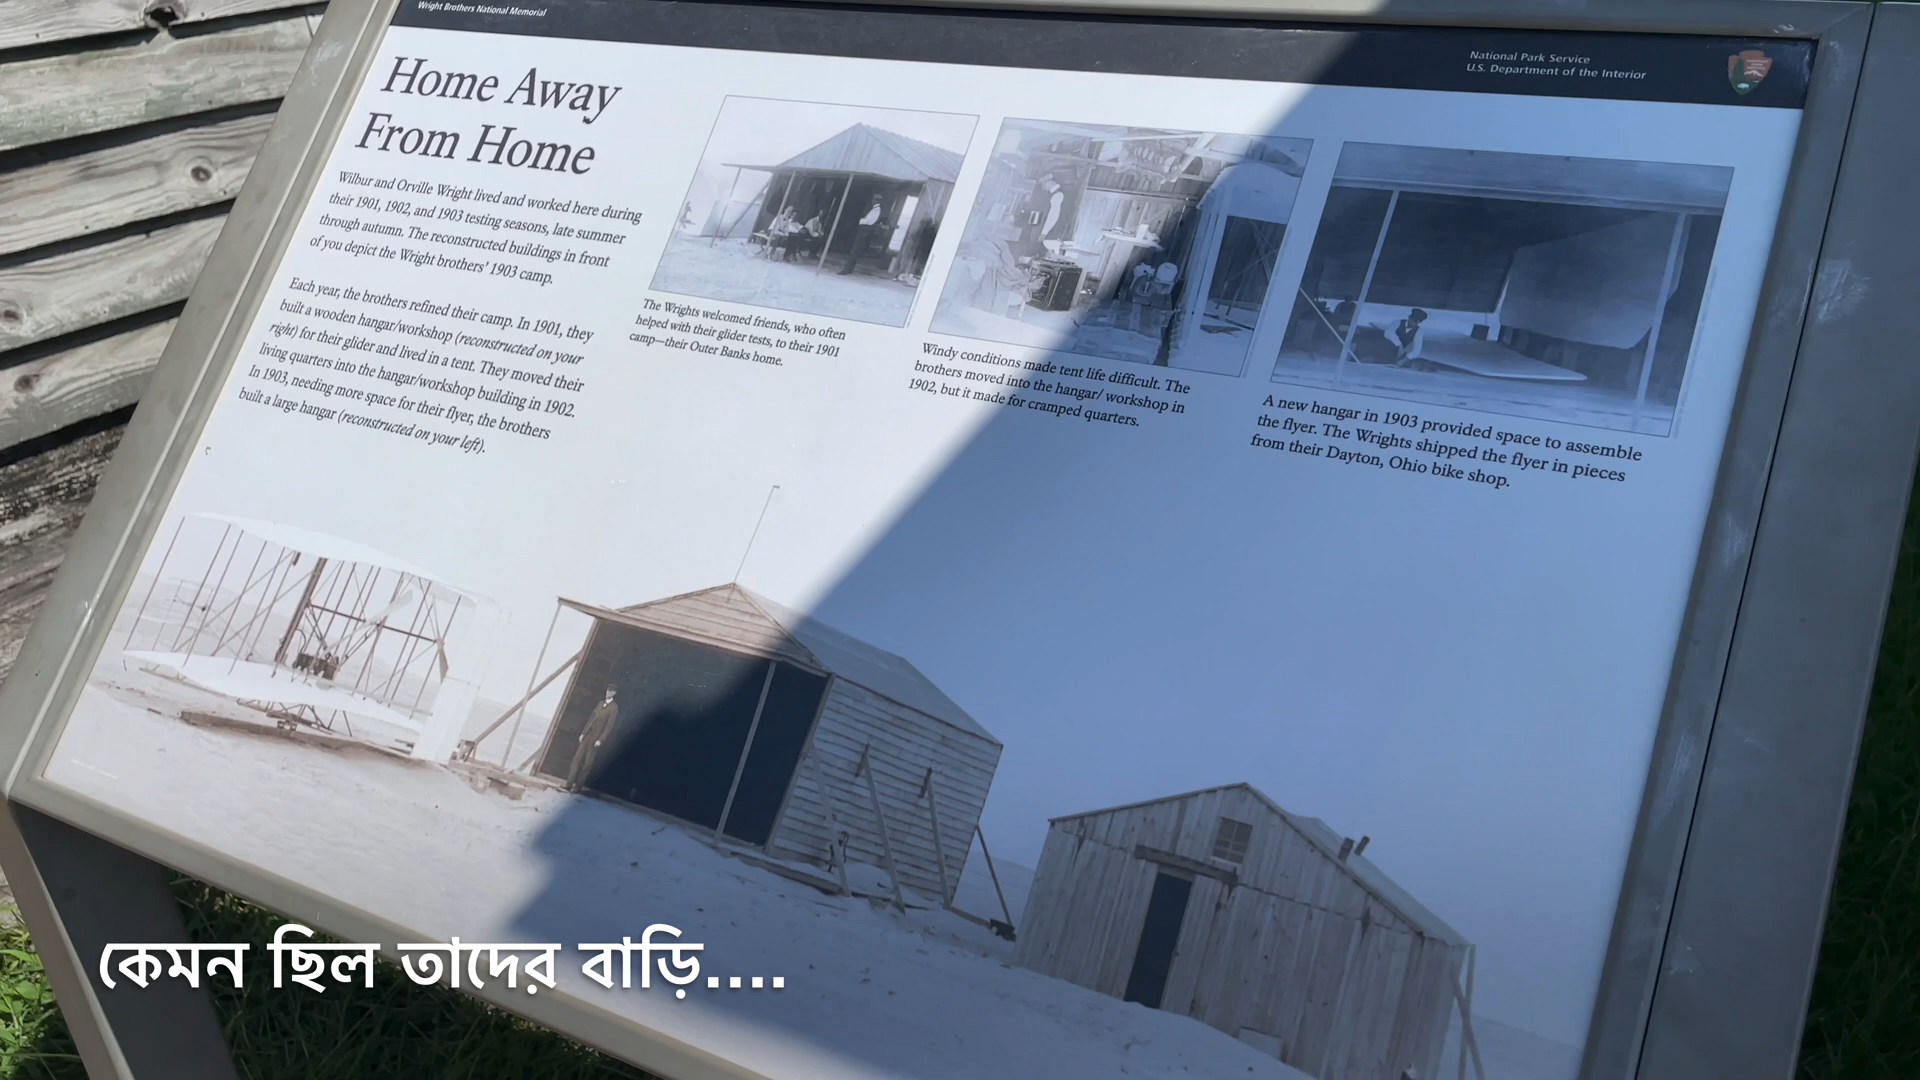 Wright Brothers National Memorial
National Park Service
U.S. Department of the Interior
Home Away
From Home
Wilbur and Orville Wright lived and worked here during
their 1901, 1902, and 1903 testing seasons, late summer
through autumn. The reconstructed buildings in front
of you depict the Wright brothers' 1903 camp.
Each year, the brothers refined their camp. In 1901, they
built a wooden hangar/workshop (reconstructed on your
right) for their glider and lived in a tent. They moved their
living quarters into the hangar/workshop building in 1902.
In 1903, needing more space for their flyer, the brothers
built a large hangar (reconstructed on your left).
The Wrights welcomed friends, who often
helped with their glider tests, to their 1901
camp—their Outer Banks home.
Windy conditions made tent life difficult. The
brothers moved into the hangar/ workshop in
1902, but it made for cramped quarters.
A new hangar in 1903 provided space to assemble
the flyer. The Wrights shipped the flyer in pieces
from their Dayton, Ohio bike shop.
কেমন ছিল তাদের বাড়ি....